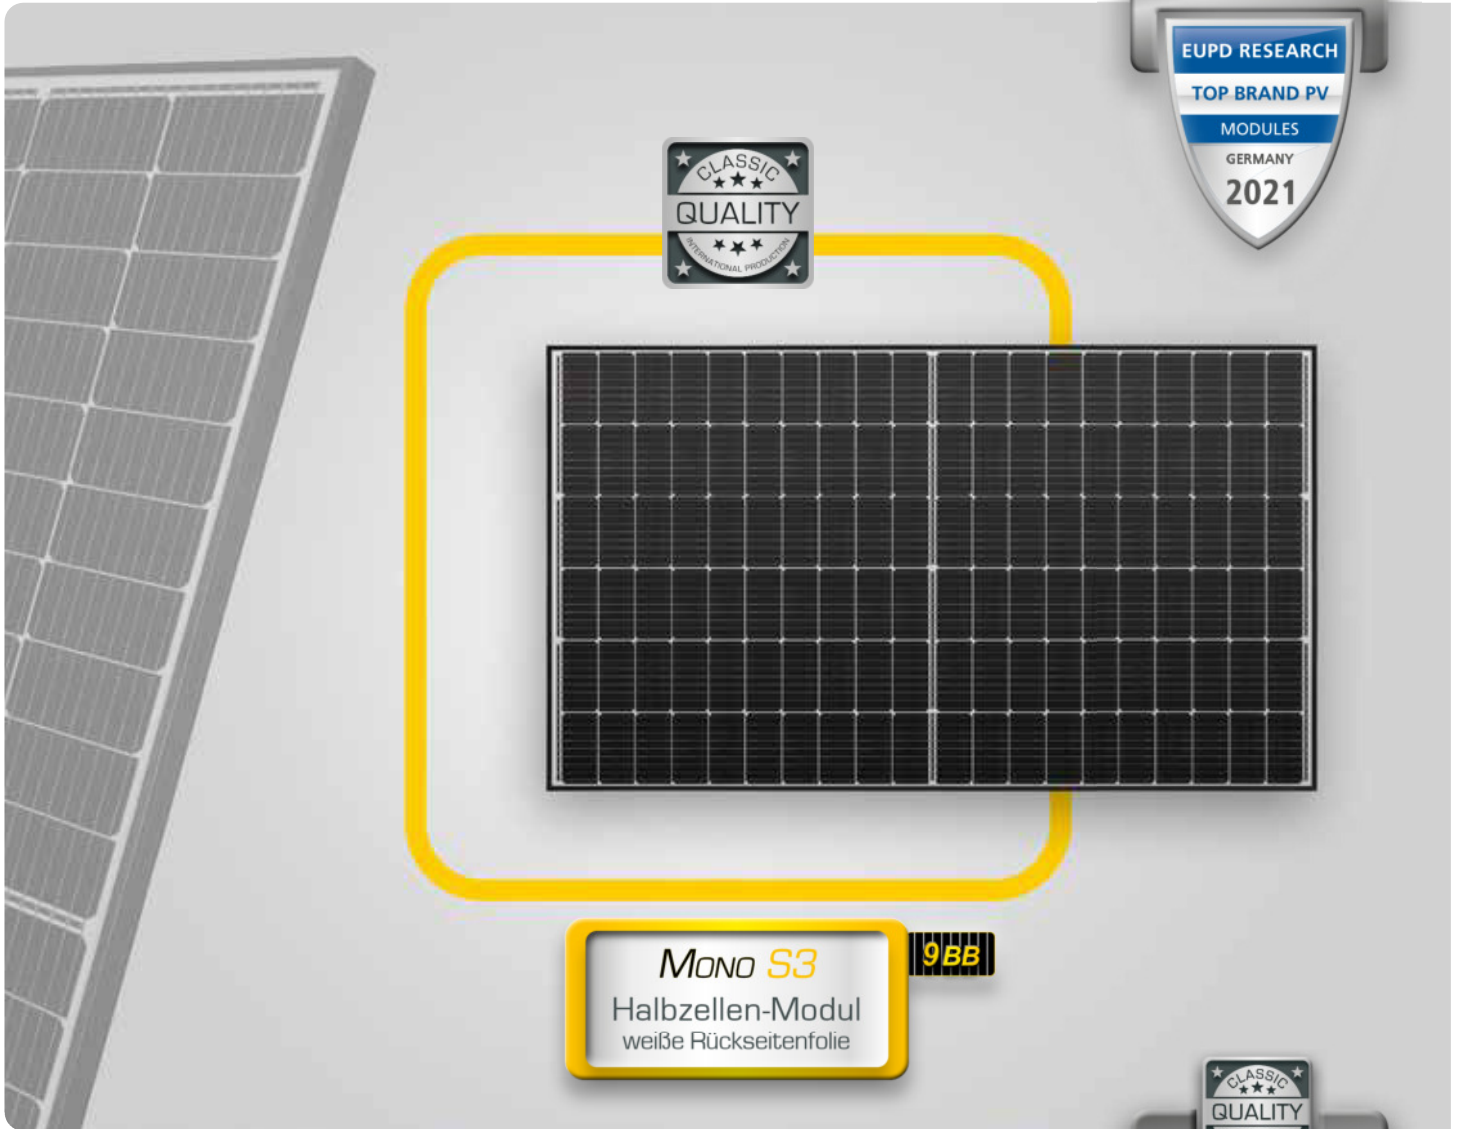 EUPD RESEARCH
TOP BRAND PV
MODULES
GERMANY
2021
CLASSIC
QUALITY
INTERNATIONAL PRODUCTION
MONO S3
9BB
Halbzellen-Modul
weiße Rückseitenfolie
CLASSIC
QUALITY